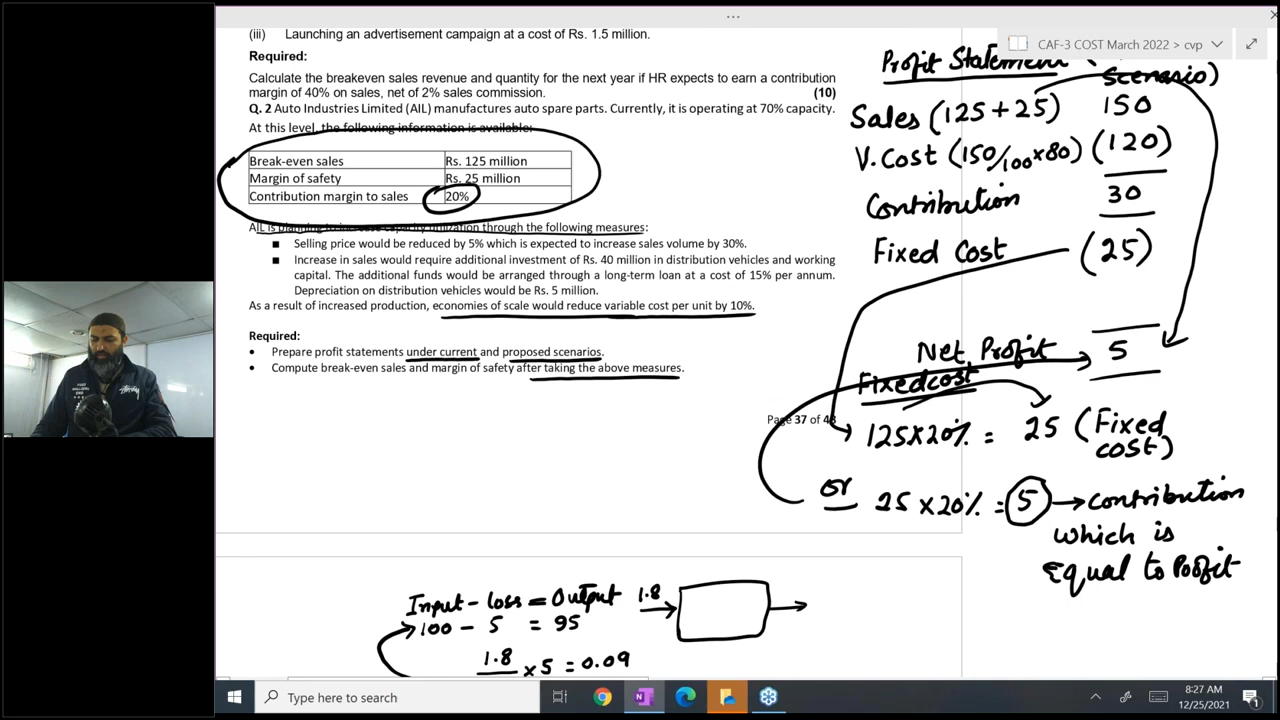 CAF-3 COST March 2022 > cvp
(iii) Launching an advertisement campaign at a cost of Rs. 1.5 million.
Required:
Calculate the breakeven sales revenue and quantity for the next year if HR expects to earn a contribution
margin of 40% on sales, net of 2% sales commission. (10)
Q. 2 Auto Industries Limited (AIL) manufactures auto spare parts. Currently, it is operating at 70% capacity.
At this level, the following information is available:
Break-even sales Rs. 125 million
Margin of safety Rs. 25 million
Contribution margin to sales 20%
AIL is planning to increase capacity utilization through the following measures:
■ Selling price would be reduced by 5% which is expected to increase sales volume by 30%.
■ Increase in sales would require additional investment of Rs. 40 million in distribution vehicles and working
capital. The additional funds would be arranged through a long-term loan at a cost of 15% per annum.
Depreciation on distribution vehicles would be Rs. 5 million.
As a result of increased production, economies of scale would reduce variable cost per unit by 10%.
Required:
• Prepare profit statements under current and proposed scenarios.
• Compute break-even sales and margin of safety after taking the above measures.
Page 37 of 43
Profit Statement (
Scenario)
Sales (125 + 25) 150
V. Cost (150/100 x 80) (120)
Contribution 30
Fixed Cost (25)
Net Profit 5
Fixed cost
125 x 20% = 25 (Fixed
cost)
or 25 x 20% = 5 → contribution
which is
Equal to Profit
Input - loss = Output 1.8
100 - 5 = 95
1.8
x 5 = 0.09
STUSSY
Type here to search
8:27 AM
12/25/2021